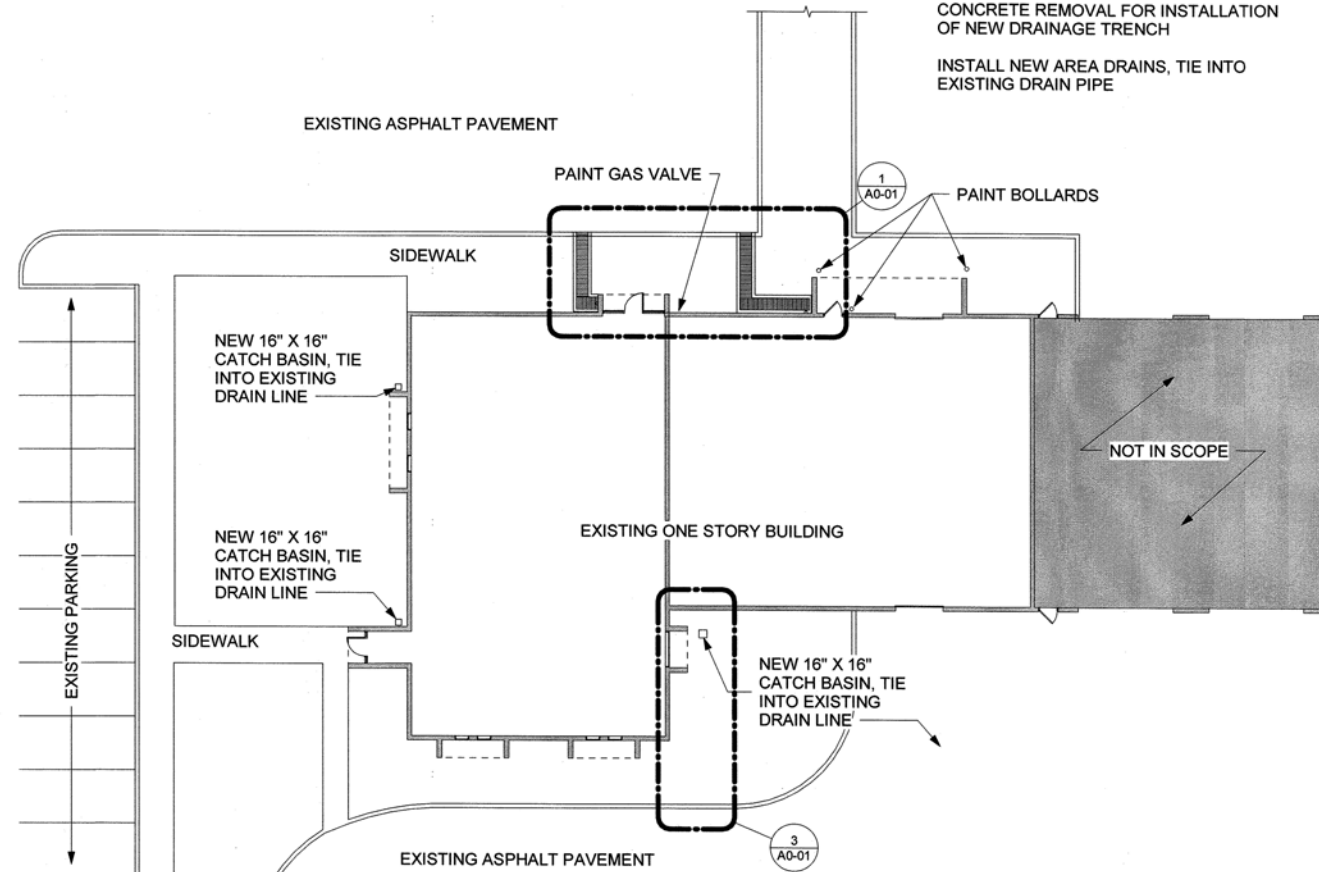 CONCRETE REMOVAL FOR INSTALLATION
OF NEW DRAINAGE TRENCH
INSTALL NEW AREA DRAINS, TIE INTO
EXISTING DRAIN PIPE
EXISTING ASPHALT PAVEMENT
PAINT GAS VALVE
1
A0-01
PAINT BOLLARDS
SIDEWALK
NEW 16" X 16"
CATCH BASIN, TIE
INTO EXISTING
DRAIN LINE
NOT IN SCOPE
EXISTING ONE STORY BUILDING
NEW 16" X 16"
CATCH BASIN, TIE
INTO EXISTING
DRAIN LINE
EXISTING PARKING
SIDEWALK
NEW 16" X 16"
CATCH BASIN, TIE
INTO EXISTING
DRAIN LINE
3
A0-01
EXISTING ASPHALT PAVEMENT